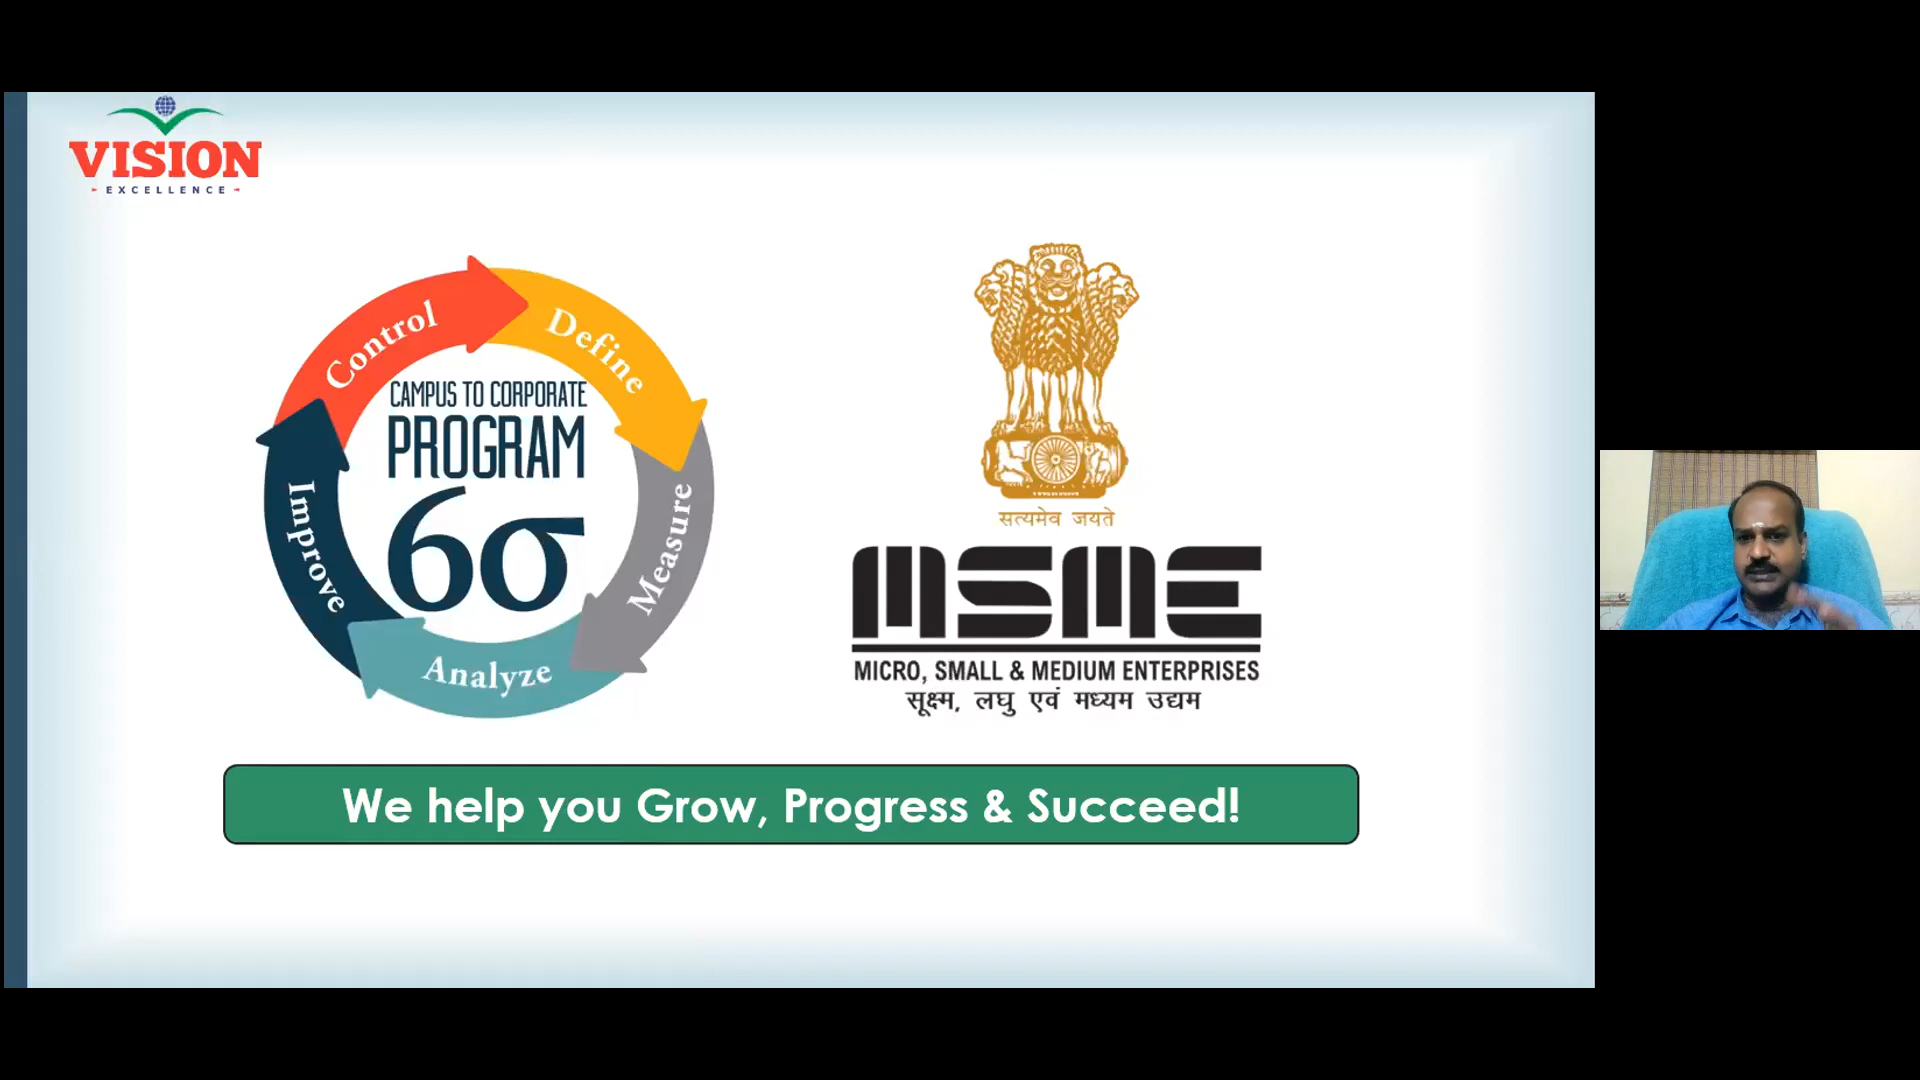 VISION
EXCELLENCE
Control
Define
Measure
Analyze
Improve
CAMPUS TO CORPORATE
PROGRAM
6σ
सत्यमेव जयते
MSME
MICRO, SMALL & MEDIUM ENTERPRISES
सूक्ष्म, लघु एवं मध्यम उद्यम
We help you Grow, Progress & Succeed!